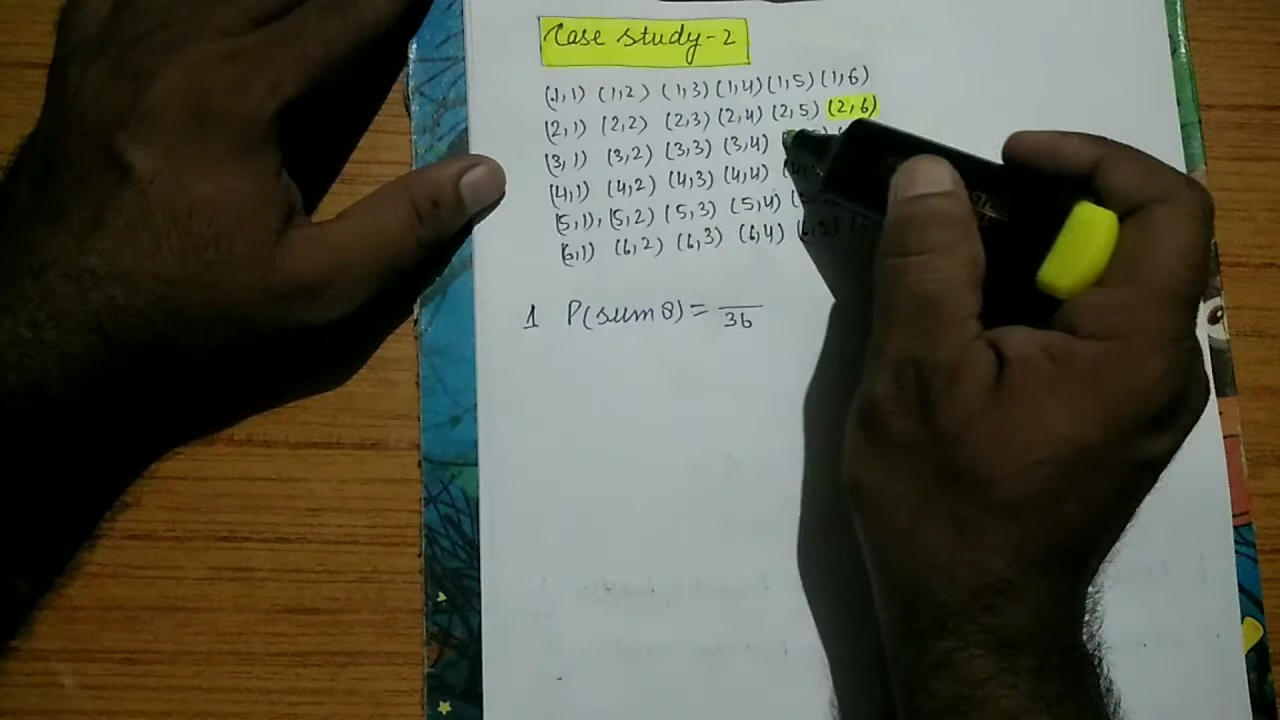 Case study-2
(1,1) (1,2) (1,3) (1,4) (1,5) (1,6)
(2,1) (2,2) (2,3) (2,4) (2,5) (2,6)
(3,1) (3,2) (3,3) (3,4)
(4,1) (4,2) (4,3) (4,4)
(5,1), (5,2) (5,3) (5,4)
(6,1) (6,2) (6,3) (6,4)
1 P(sum 8) = — 
36